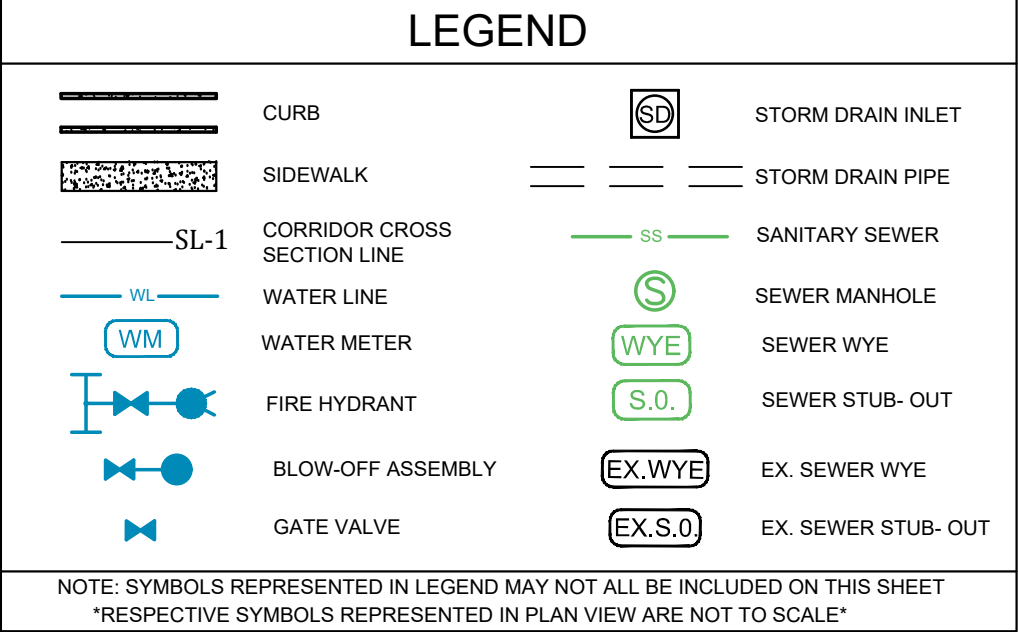 LEGEND
CURB
SIDEWALK
SL-1 CORRIDOR CROSS
SECTION LINE
WL WATER LINE
WM WATER METER
FIRE HYDRANT
BLOW-OFF ASSEMBLY
GATE VALVE
SD STORM DRAIN INLET
STORM DRAIN PIPE
SS SANITARY SEWER
S SEWER MANHOLE
WYE SEWER WYE
S.0. SEWER STUB- OUT
EX.WYE EX. SEWER WYE
EX.S.0. EX. SEWER STUB- OUT
NOTE: SYMBOLS REPRESENTED IN LEGEND MAY NOT ALL BE INCLUDED ON THIS SHEET
*RESPECTIVE SYMBOLS REPRESENTED IN PLAN VIEW ARE NOT TO SCALE*